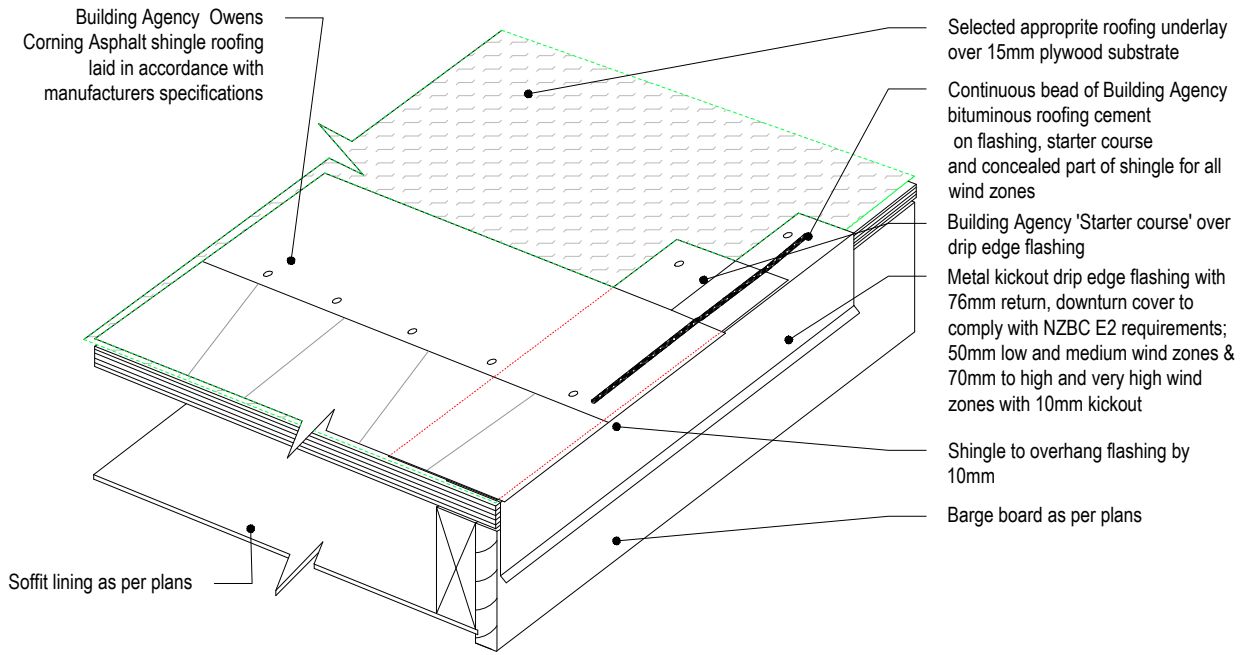 Building Agency Owens
Corning Asphalt shingle roofing
laid in accordance with
manufacturers specifications
Selected approprite roofing underlay
over 15mm plywood substrate
Continuous bead of Building Agency
bituminous roofing cement
on flashing, starter course
and concealed part of shingle for all
wind zones
Building Agency 'Starter course' over
drip edge flashing
Metal kickout drip edge flashing with
76mm return, downturn cover to
comply with NZBC E2 requirements;
50mm low and medium wind zones &
70mm to high and very high wind
zones with 10mm kickout
Shingle to overhang flashing by
10mm
Barge board as per plans
Soffit lining as per plans